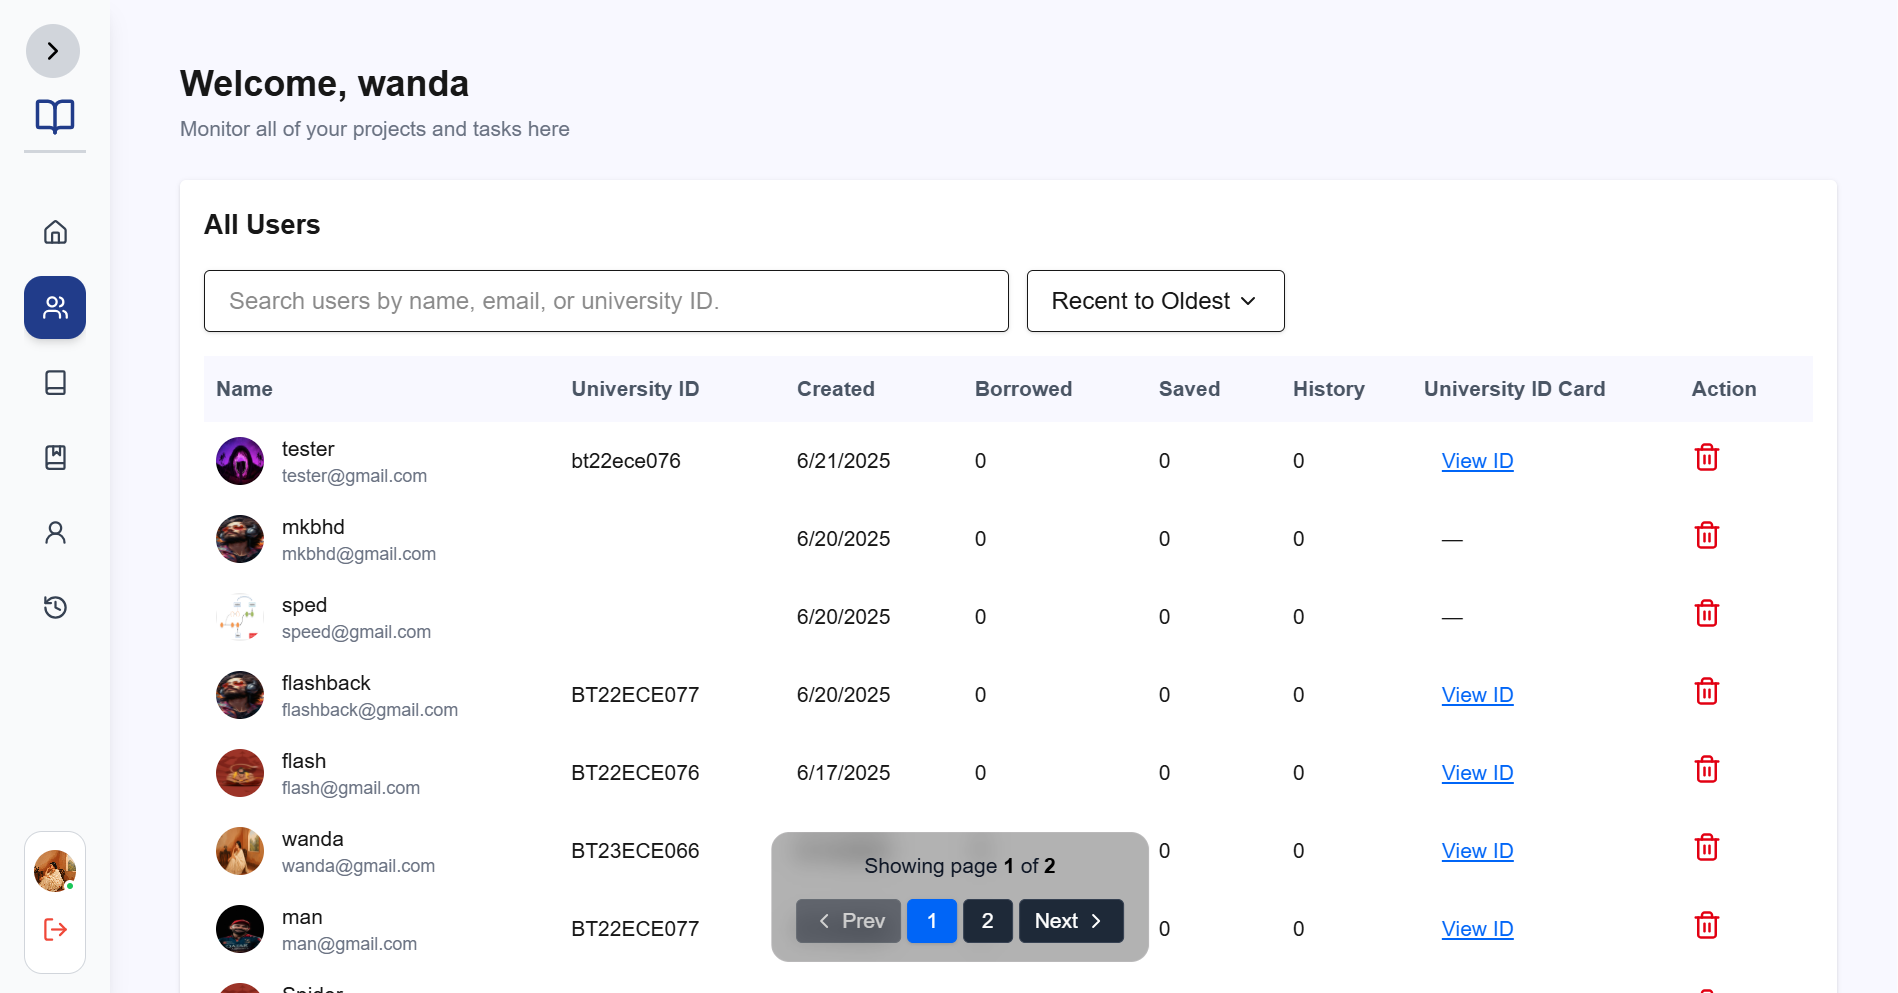 Welcome, wanda
Monitor all of your projects and tasks here
All Users
Search users by name, email, or university ID.
Recent to Oldest
Name University ID Created Borrowed Saved History University ID Card Action
tester
tester@gmail.com
bt22ece076 6/21/2025 0 0 0 View ID
mkbhd
mkbhd@gmail.com
6/20/2025 0 0 0 —
sped
speed@gmail.com
6/20/2025 0 0 0 —
flashback
flashback@gmail.com
BT22ECE077 6/20/2025 0 0 0 View ID
flash
flash@gmail.com
BT22ECE076 6/17/2025 0 0 0 View ID
wanda
wanda@gmail.com
BT23ECE066 0 0 View ID
man
man@gmail.com
BT22ECE077 0 0 View ID
Showing page 1 of 2
Prev 1 2 Next